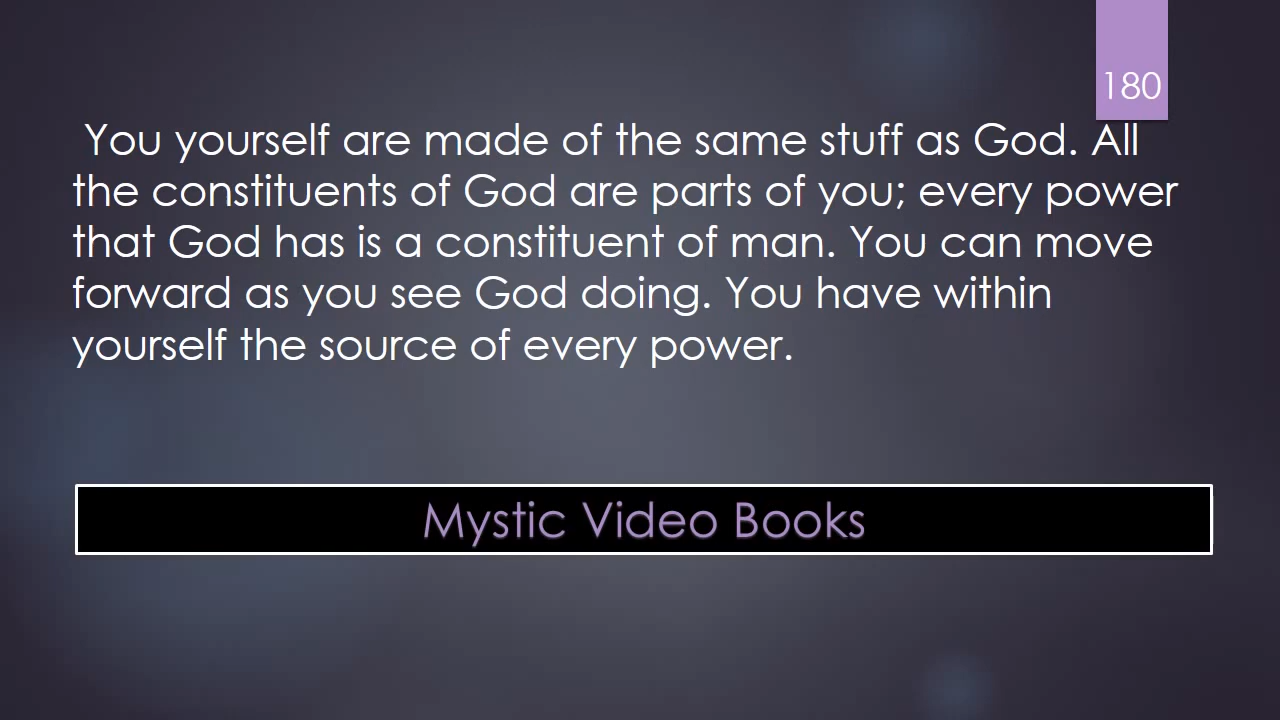 180
You yourself are made of the same stuff as God. All
the constituents of God are parts of you; every power
that God has is a constituent of man. You can move
forward as you see God doing. You have within
yourself the source of every power.
Mystic Video Books